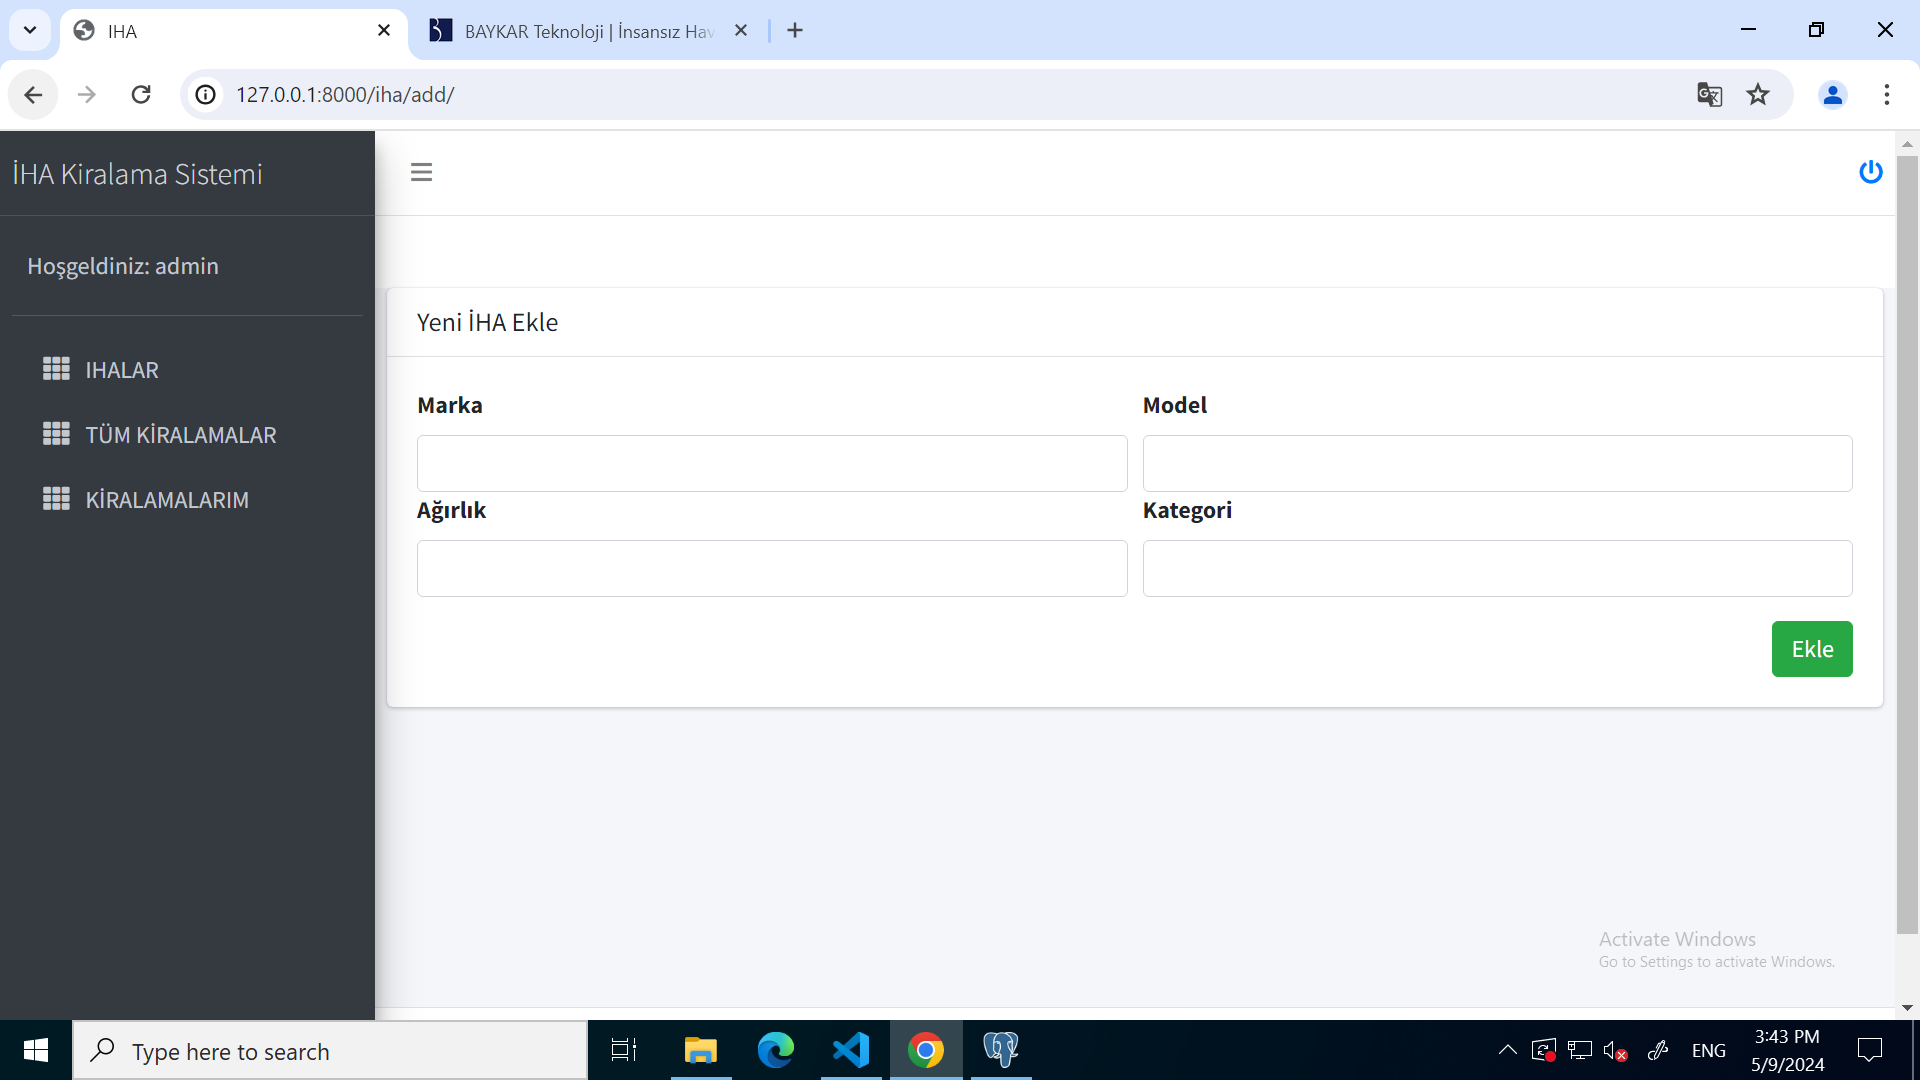 IHA
BAYKAR Teknoloji | İnsansız Hav
127.0.0.1:8000/iha/add/
İHA Kiralama Sistemi
Hoşgeldiniz: admin
IHALAR
TÜM KİRALAMALAR
KİRALAMALARIM
Yeni İHA Ekle
Marka
Model
Ağırlık
Kategori
Ekle
Activate Windows
Go to Settings to activate Windows.
Type here to search
ENG
3:43 PM
5/9/2024